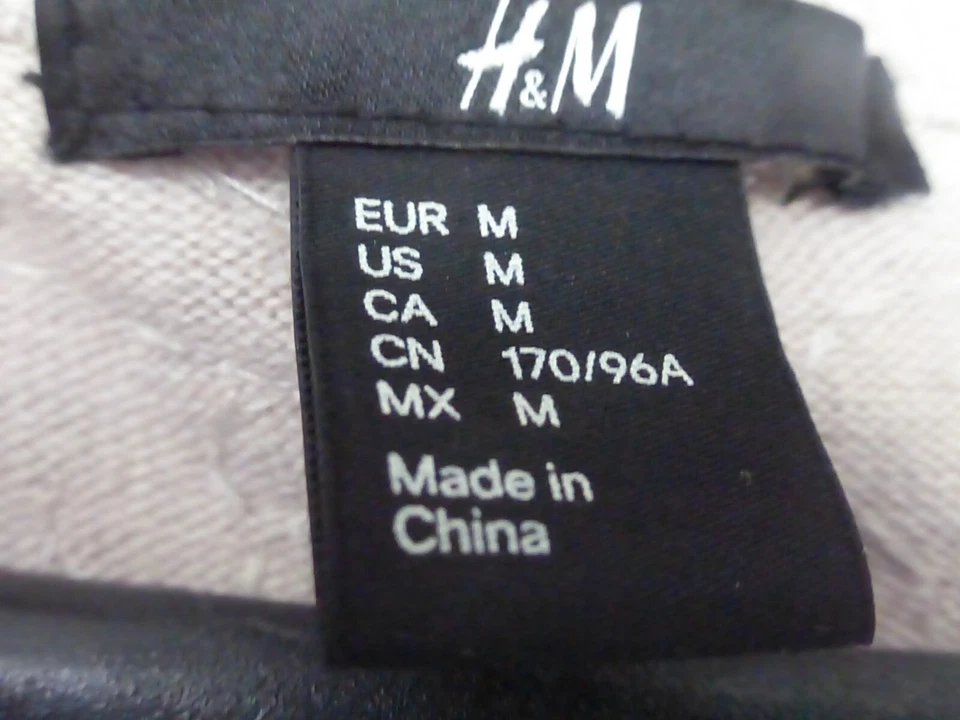 H&M
EUR M
US M
CA M
CN 170/96A
MX M
Made in
China